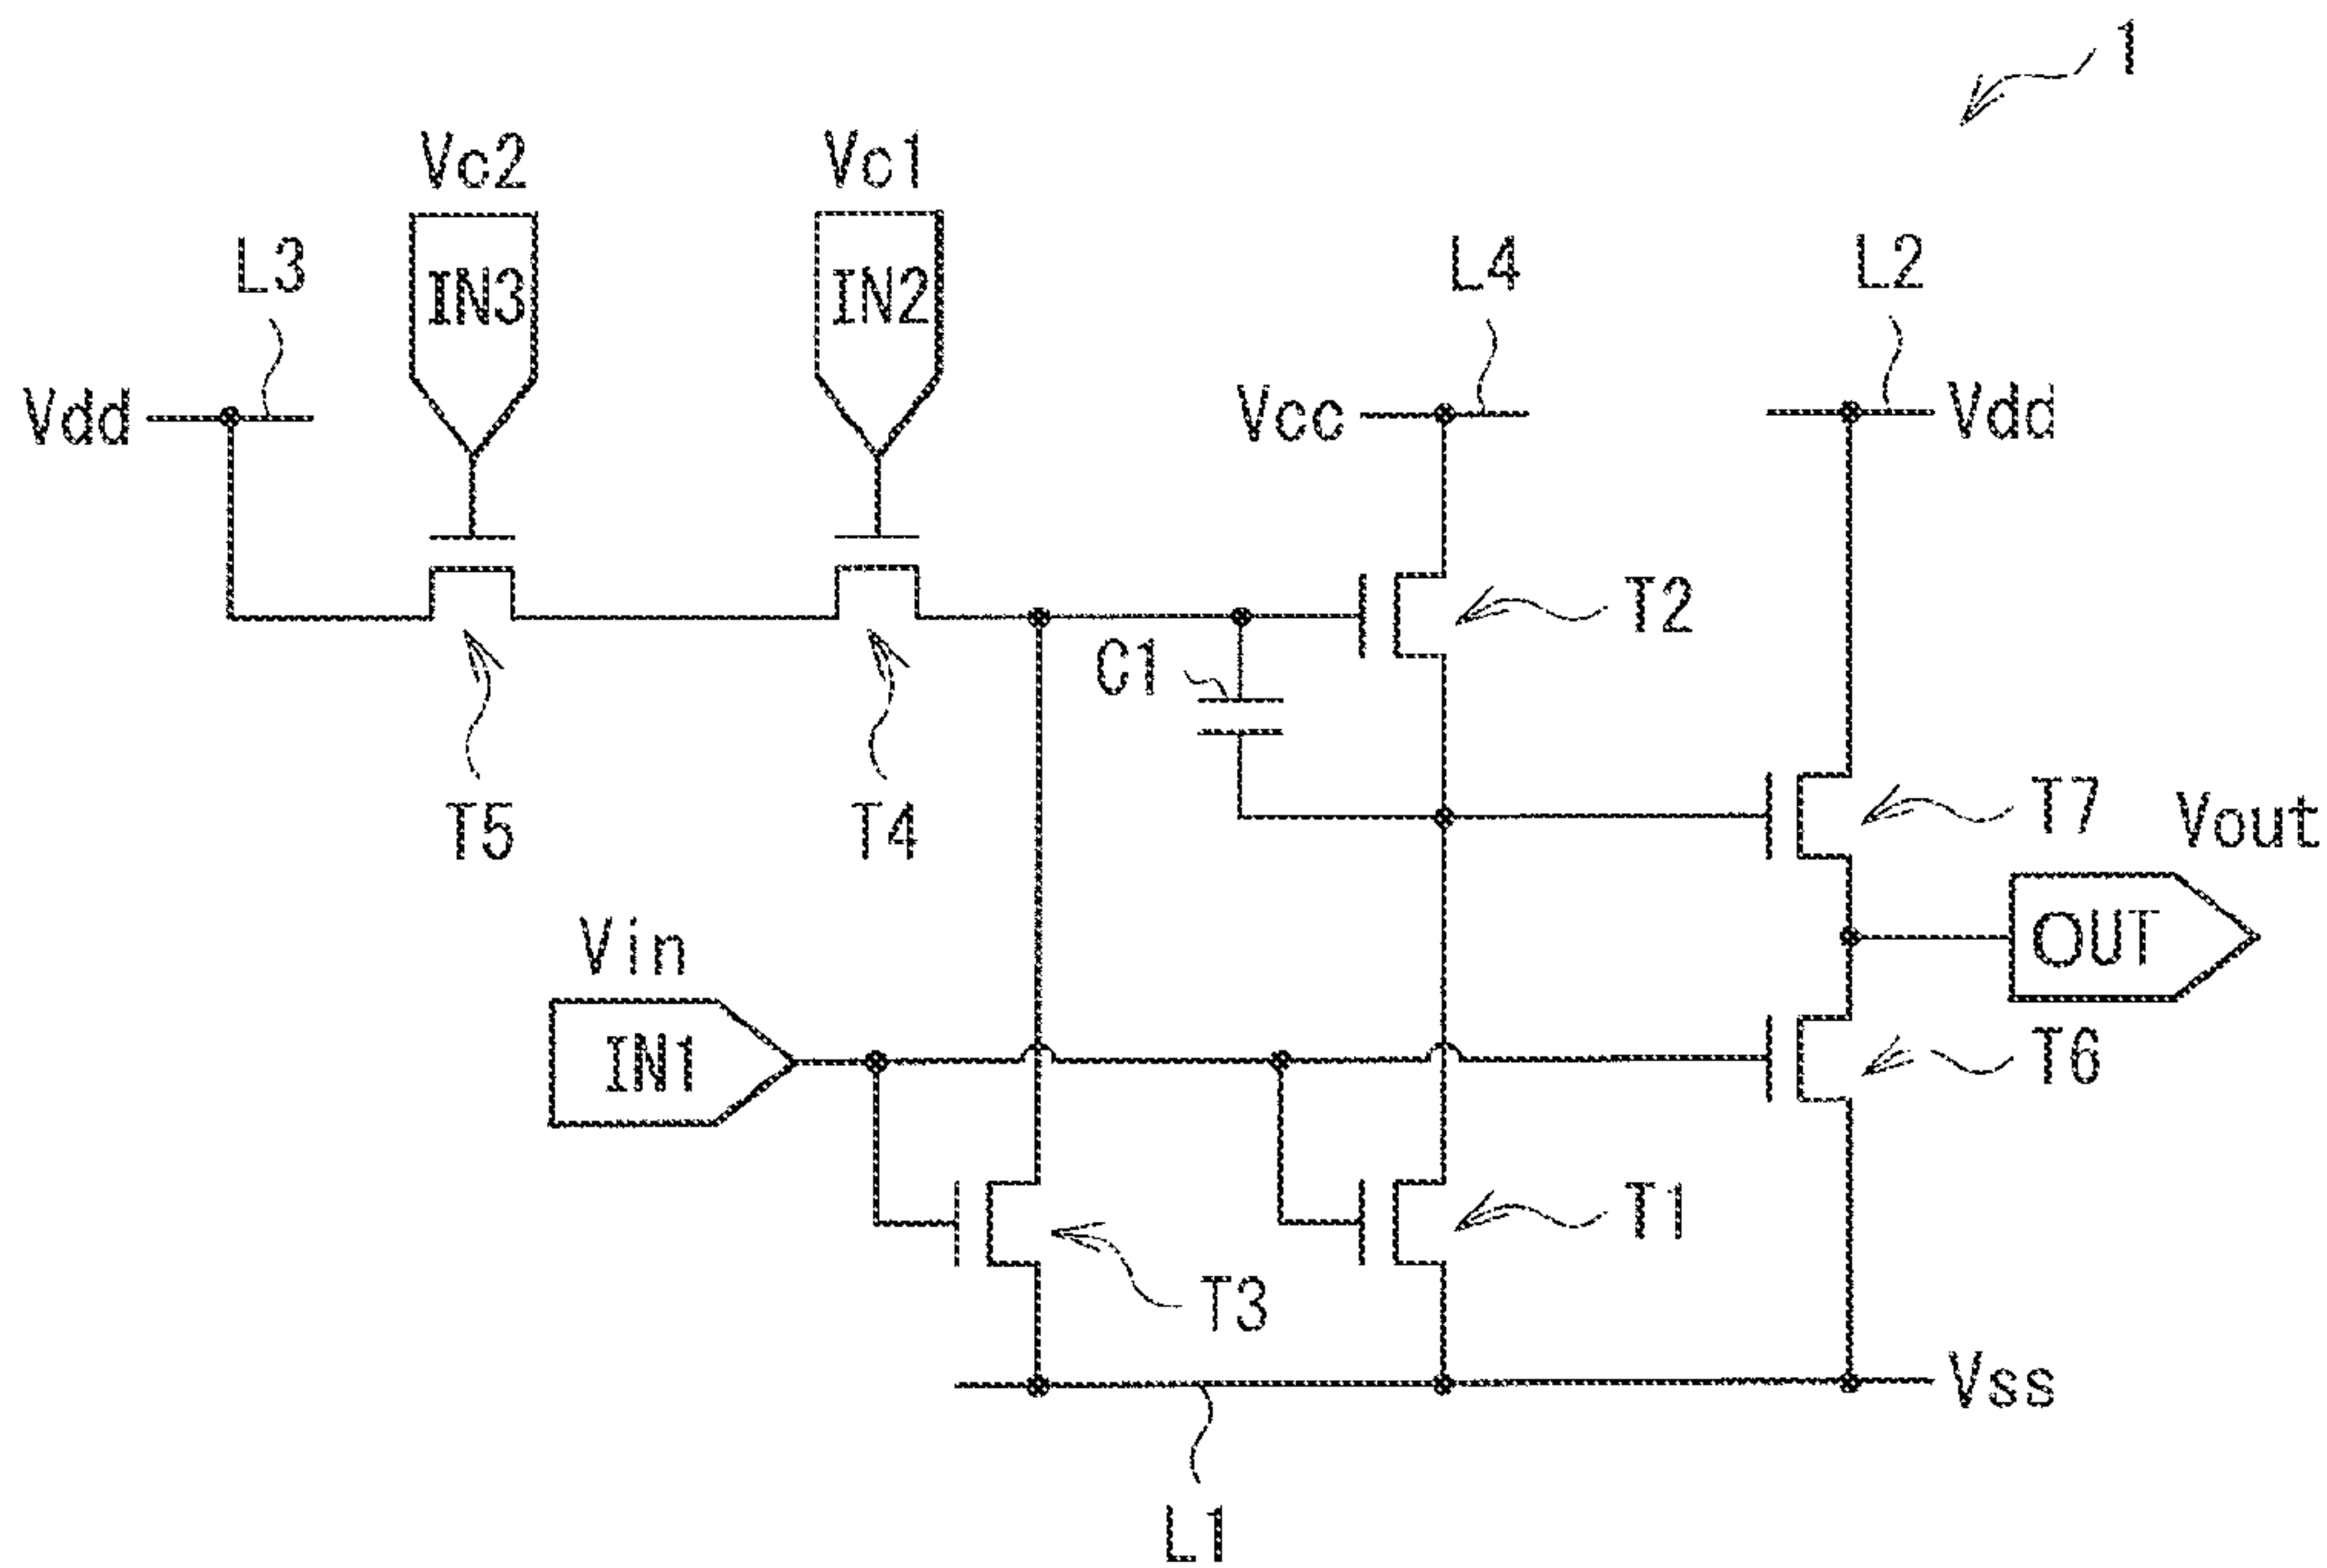 1
Vc2
Vc1
L3
IN3
IN2
L4
L2
Vdd
Vcc
Vdd
T2
C1
T5
T4
T7
Vout
Vin
OUT
IN1
T6
T1
T3
Vss
L1